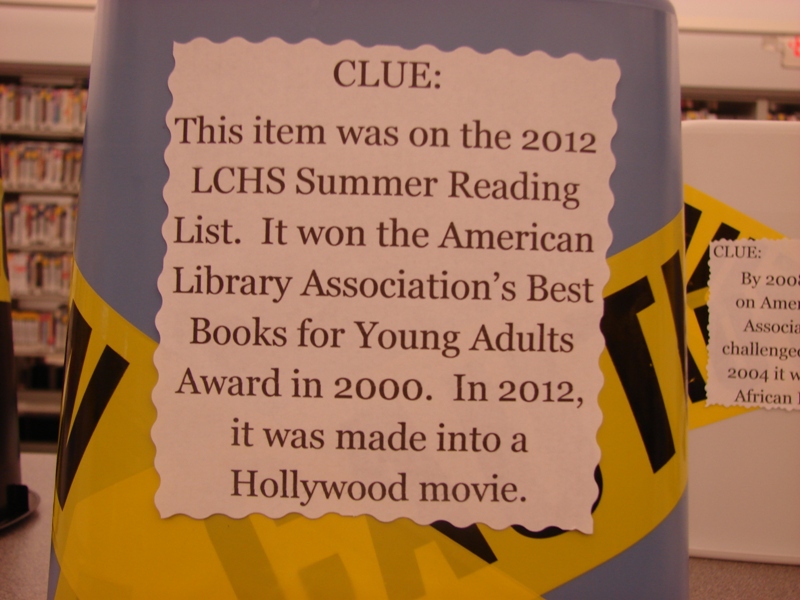 CLUE:
This item was on the 2012
LCHS Summer Reading
List. It won the American
Library Association's Best
Books for Young Adults
Award in 2000. In 2012,
it was made into a
Hollywood movie.
CLUE:
By 2008
on Amer
Associa
challenged
2004 it w
African